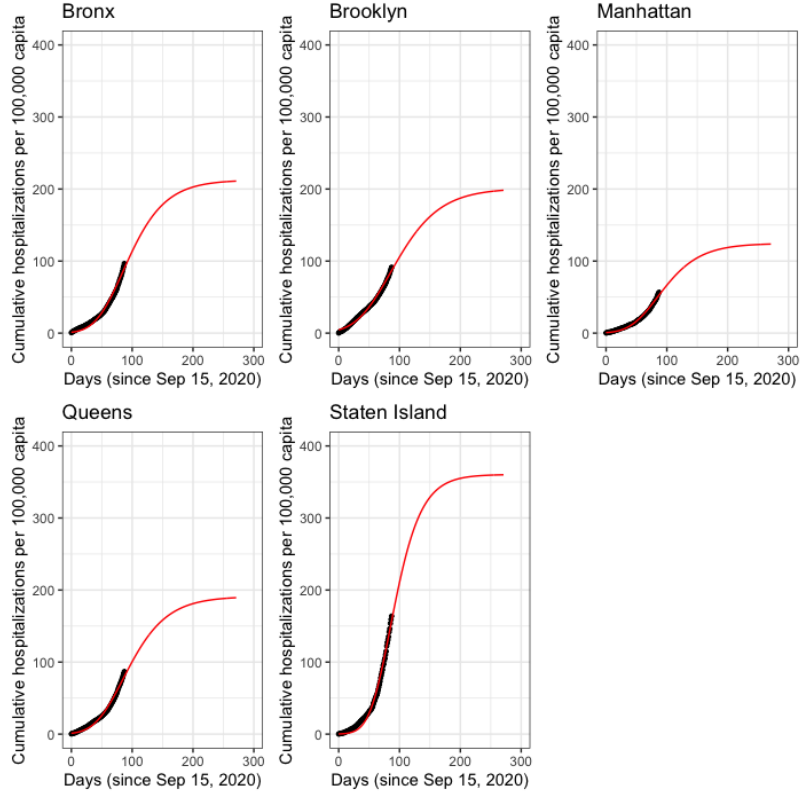 Bronx
Cumulative hospitalizations per 100,000 capita
400
300
200
100
0
0 100 200 300
Days (since Sep 15, 2020)
Brooklyn
Cumulative hospitalizations per 100,000 capita
400
300
200
100
0
0 100 200 300
Days (since Sep 15, 2020)
Manhattan
Cumulative hospitalizations per 100,000 capita
400
300
200
100
0
0 100 200 300
Days (since Sep 15, 2020)
Queens
Cumulative hospitalizations per 100,000 capita
400
300
200
100
0
0 100 200 300
Days (since Sep 15, 2020)
Staten Island
Cumulative hospitalizations per 100,000 capita
400
300
200
100
0
0 100 200 300
Days (since Sep 15, 2020)